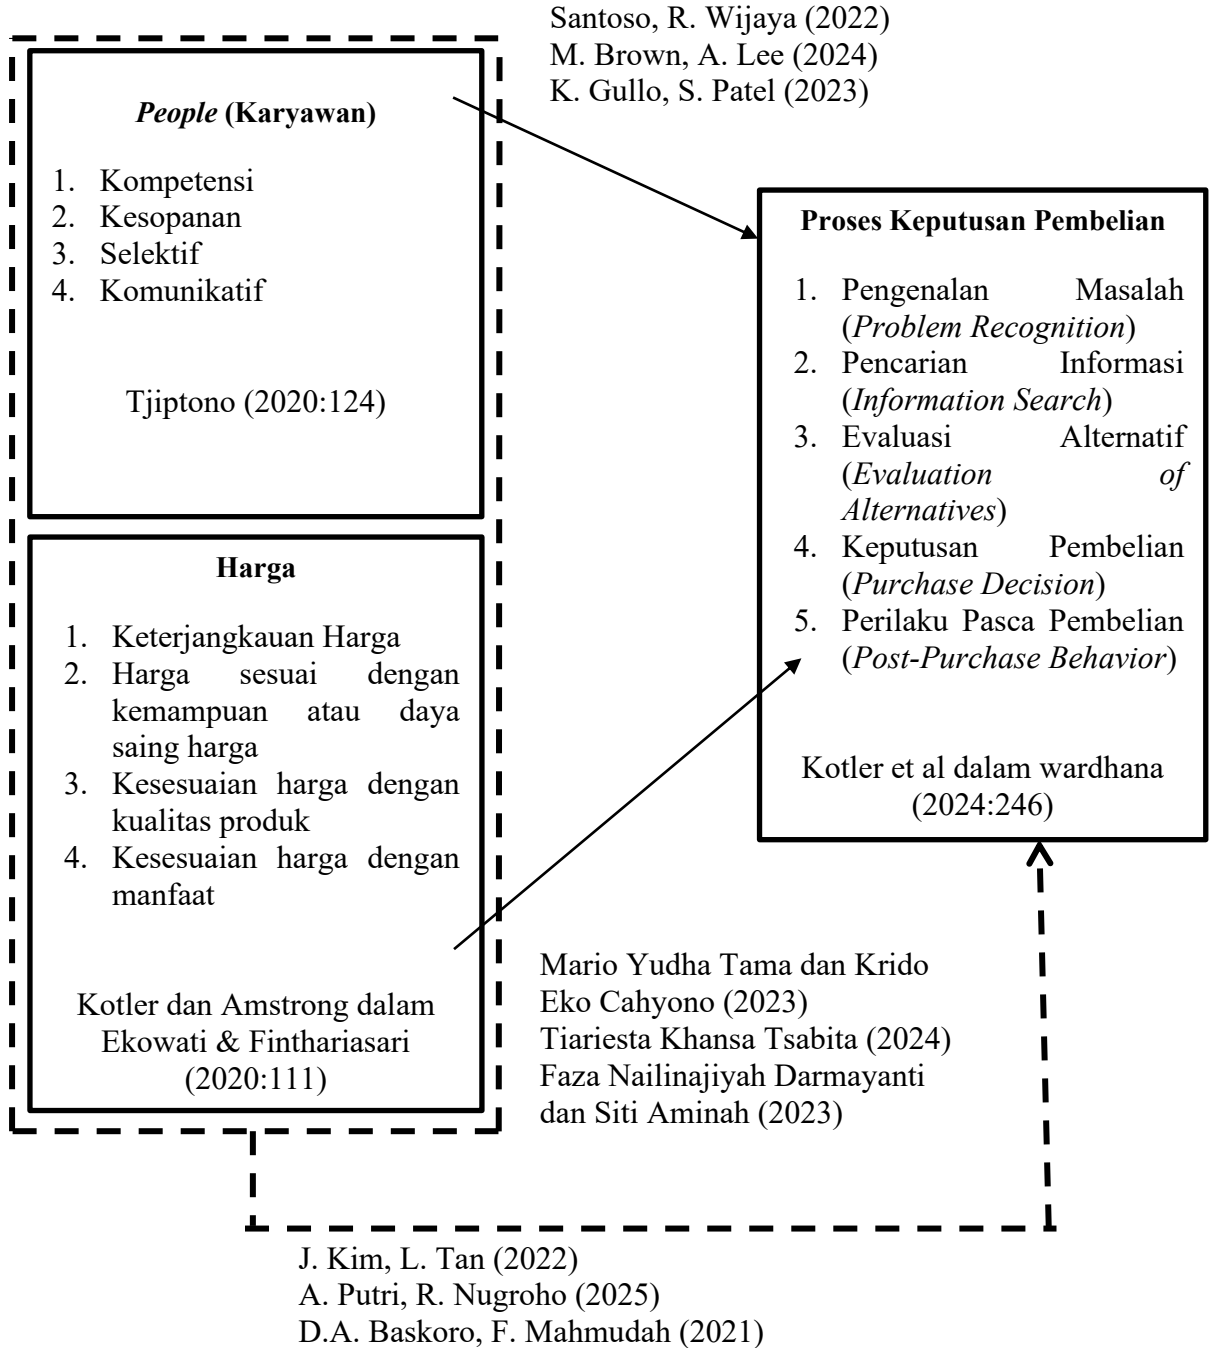 Santoso, R. Wijaya (2022)
M. Brown, A. Lee (2024)
K. Gullo, S. Patel (2023)
People (Karyawan)
1. Kompetensi
2. Kesopanan
3. Selektif
4. Komunikatif
Tjiptono (2020:124)
Harga
1. Keterjangkauan Harga
2. Harga sesuai dengan
kemampuan atau daya
saing harga
3. Kesesuaian harga dengan
kualitas produk
4. Kesesuaian harga dengan
manfaat
Kotler dan Amstrong dalam
Ekowati & Finthariasari
(2020:111)
Proses Keputusan Pembelian
1. Pengenalan Masalah
(Problem Recognition)
2. Pencarian Informasi
(Information Search)
3. Evaluasi Alternatif
(Evaluation of
Alternatives)
4. Keputusan Pembelian
(Purchase Decision)
5. Perilaku Pasca Pembelian
(Post-Purchase Behavior)
Kotler et al dalam wardhana
(2024:246)
Mario Yudha Tama dan Krido
Eko Cahyono (2023)
Tiariesta Khansa Tsabita (2024)
Faza Nailinajiyah Darmayanti
dan Siti Aminah (2023)
J. Kim, L. Tan (2022)
A. Putri, R. Nugroho (2025)
D.A. Baskoro, F. Mahmudah (2021)